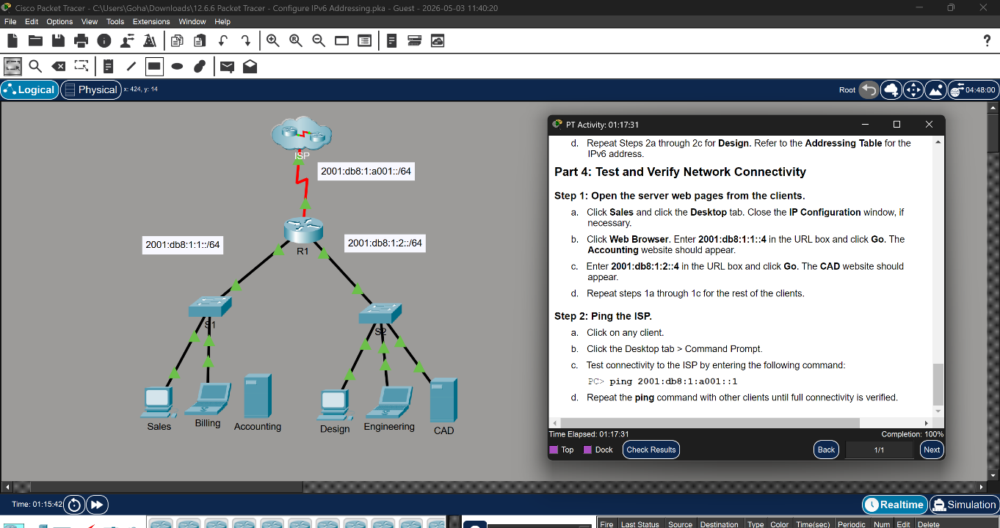 Cisco Packet Tracer - C:\Users\Goha\Downloads\12.6.6 Packet Tracer - Configure IPv6 Addressing.pka - Guest - 2026-05-03 11:40:20
File Edit Options View Tools Extensions Window Help
Logical Physical x: 424, y: 14 Root 04:48:00
ISP
2001:db8:1:a001::/64
2001:db8:1:1::/64
2001:db8:1:2::/64
R1
S1
S2
Sales
Billing
Accounting
Design
Engineering
CAD
PT Activity: 01:17:31
d. Repeat Steps 2a through 2c for Design. Refer to the Addressing Table for the
IPv6 address.
Part 4: Test and Verify Network Connectivity
Step 1: Open the server web pages from the clients.
a. Click Sales and click the Desktop tab. Close the IP Configuration window, if
necessary.
b. Click Web Browser. Enter 2001:db8:1:1::4 in the URL box and click Go. The
Accounting website should appear.
c. Enter 2001:db8:1:2::4 in the URL box and click Go. The CAD website should
appear.
d. Repeat steps 1a through 1c for the rest of the clients.
Step 2: Ping the ISP.
a. Click on any client.
b. Click the Desktop tab > Command Prompt.
c. Test connectivity to the ISP by entering the following command:
PC> ping 2001:db8:1:a001::1
d. Repeat the ping command with other clients until full connectivity is verified.
Time Elapsed: 01:17:31 Completion: 100%
Top Dock Check Results Back 1/1 Next
Time: 01:15:42 Realtime Simulation
Fire Last Status Source Destination Type Color Time(sec) Periodic Num Edit Delete